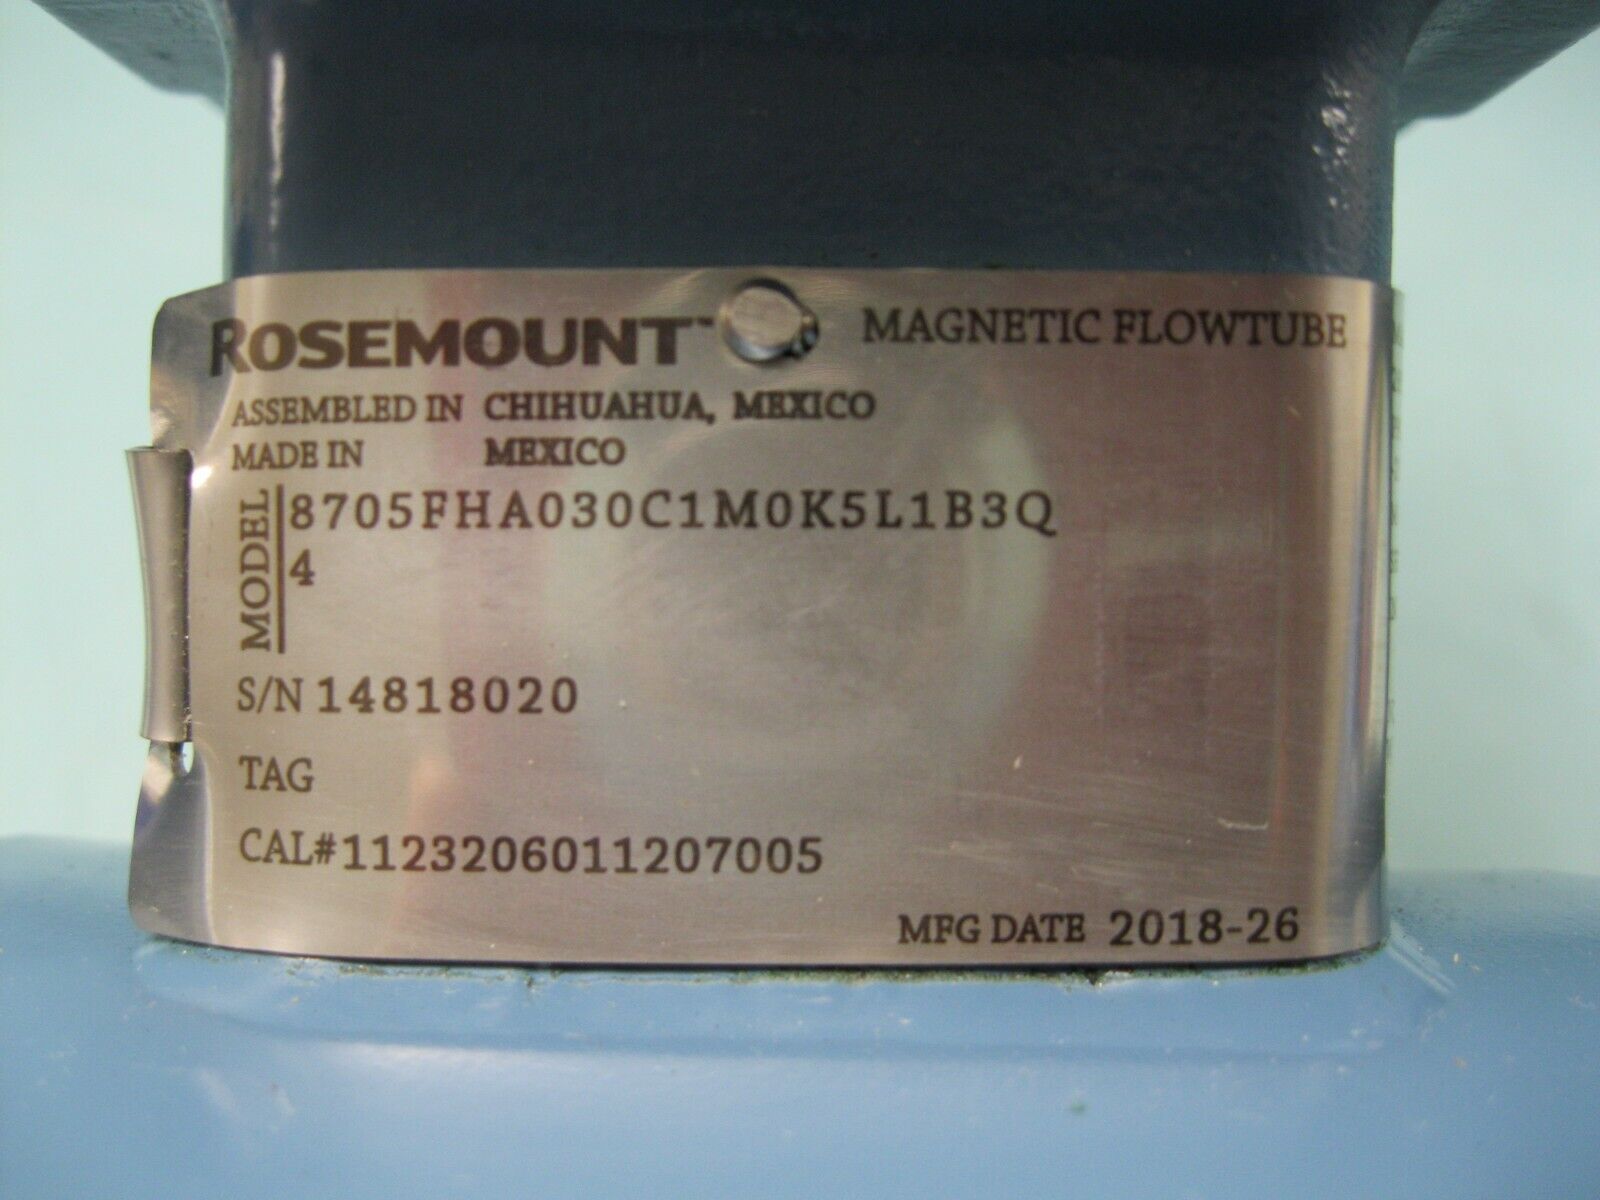 ROSEMOUNT™ MAGNETIC FLOWTUBE
ASSEMBLED IN CHIHUAHUA, MEXICO
MADE IN MEXICO
MODEL 8705FHA030C1M0K5L1B3Q
4
S/N 14818020
TAG
CAL#1123206011207005
MFG DATE 2018-26